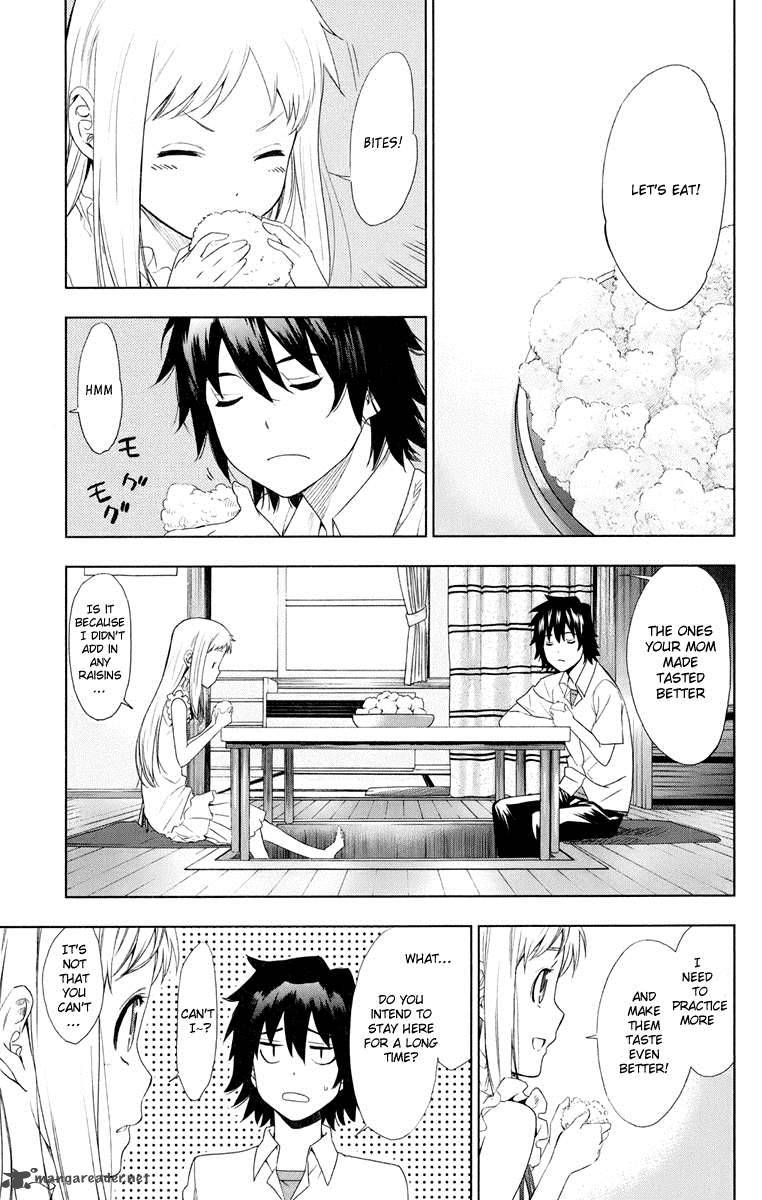 LET'S EAT!
BITES!
HMM
モグ
モグ
THE ONES
YOUR MOM
MADE
TASTED
BETTER
IS IT
BECAUSE
I DIDN'T
ADD IN
ANY
RAISINS
...
I
NEED
TO
PRACTICE
MORE
AND
MAKE
THEM
TASTE
EVEN
BETTER!
WHAT...
DO YOU
INTEND TO
STAY HERE
FOR A LONG
TIME?
CAN'T
I~?
IT'S
NOT
THAT
YOU
CAN'T
...
mangareader.net